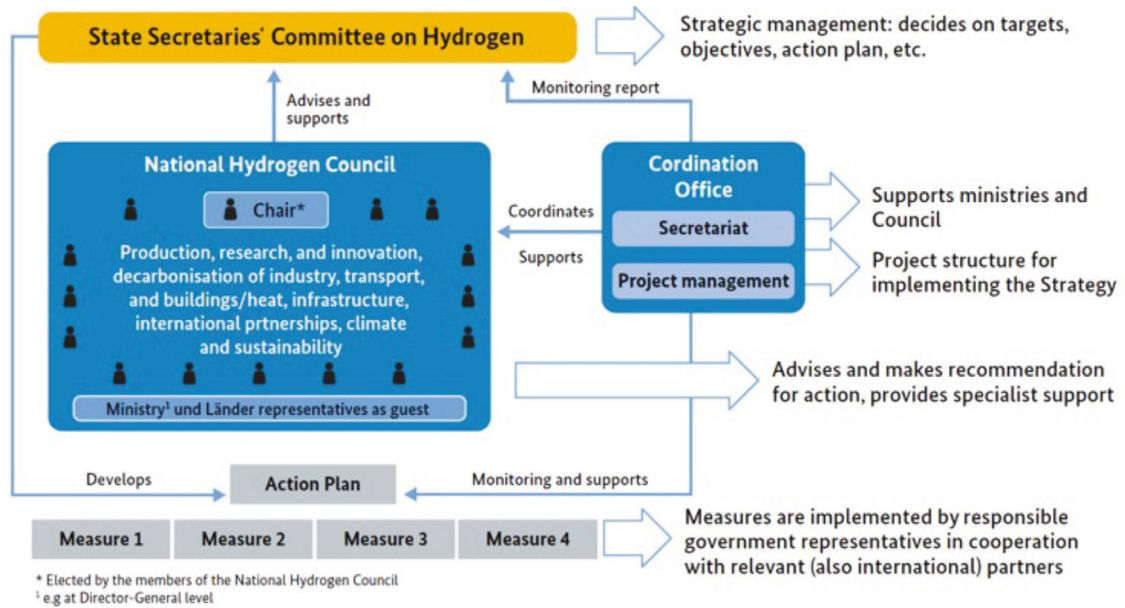 State Secretaries' Committee on Hydrogen
Strategic management: decides on targets,
objectives, action plan, etc.
Advises and
supports
Monitoring report
National Hydrogen Council
Chair*
Production, research, and innovation,
decarbonisation of industry, transport,
and buildings/heat, infrastructure,
international prtnerships, climate
and sustainability
Ministry¹ und Länder representatives as guest
Coordinates
Supports
Cordination
Office
Secretariat
Project management
Supports ministries and
Council
Project structure for
implementing the Strategy
Advises and makes recommendation
for action, provides specialist support
Develops
Action Plan
Monitoring and supports
Measure 1
Measure 2
Measure 3
Measure 4
Measures are implemented by responsible
government representatives in cooperation
with relevant (also international) partners
* Elected by the members of the National Hydrogen Council
¹ e.g at Director-General level